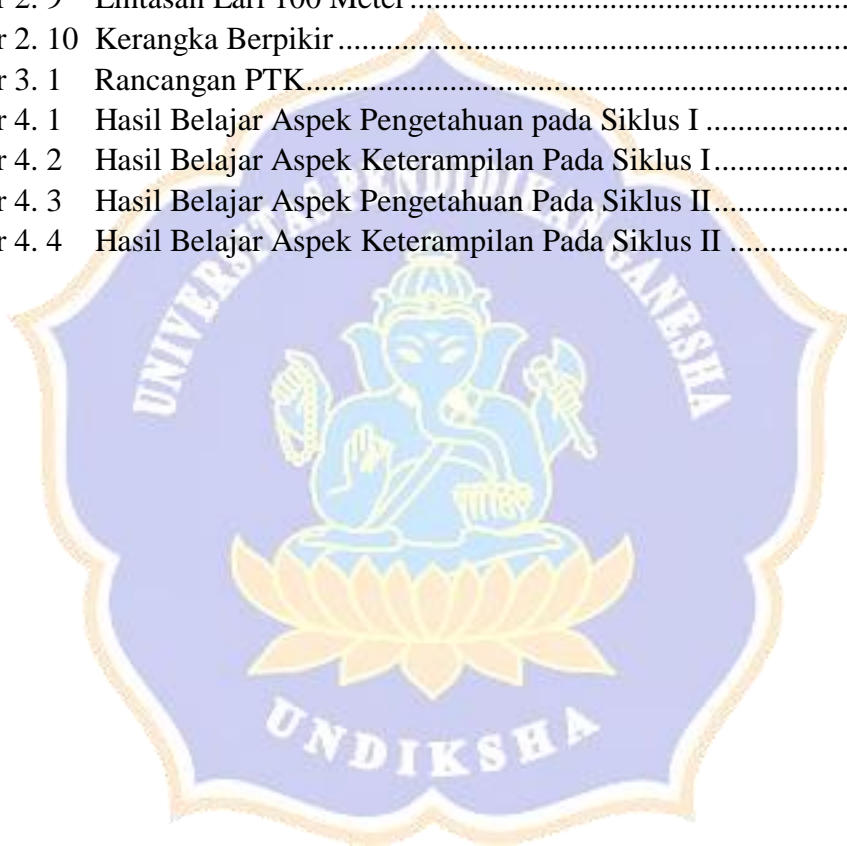 r 2. 9 Lintasan Lari 100 Meter
r 2. 10 Kerangka Berpikir
r 3. 1 Rancangan PTK
r 4. 1 Hasil Belajar Aspek Pengetahuan pada Siklus I
r 4. 2 Hasil Belajar Aspek Keterampilan Pada Siklus I
r 4. 3 Hasil Belajar Aspek Pengetahuan Pada Siklus II
r 4. 4 Hasil Belajar Aspek Keterampilan Pada Siklus II
UNIVERSITAS PENDIDIKAN GANESHA
UNDIKSHA